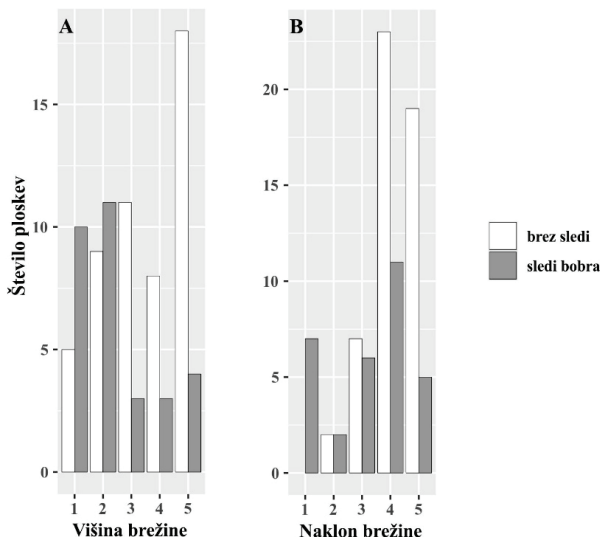 A
B
Število ploskev
15
10
5
0
20
15
10
5
0
1 2 3 4 5
1 2 3 4 5
Višina brežine
Naklon brežine
brez sledi
sledi bobra